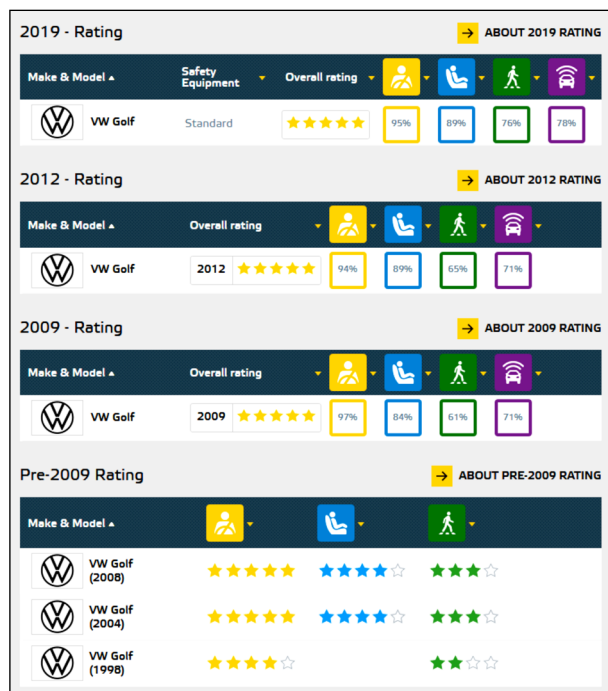 2019 - Rating
ABOUT 2019 RATING
Make & Model Safety Equipment Overall rating
VW Golf Standard 95% 89% 76% 78%
2012 - Rating
ABOUT 2012 RATING
Make & Model Overall rating
VW Golf 2012 94% 89% 65% 71%
2009 - Rating
ABOUT 2009 RATING
Make & Model Overall rating
VW Golf 2009 97% 84% 61% 71%
Pre-2009 Rating
ABOUT PRE-2009 RATING
Make & Model
VW Golf
(2008)
VW Golf
(2004)
VW Golf
(1998)